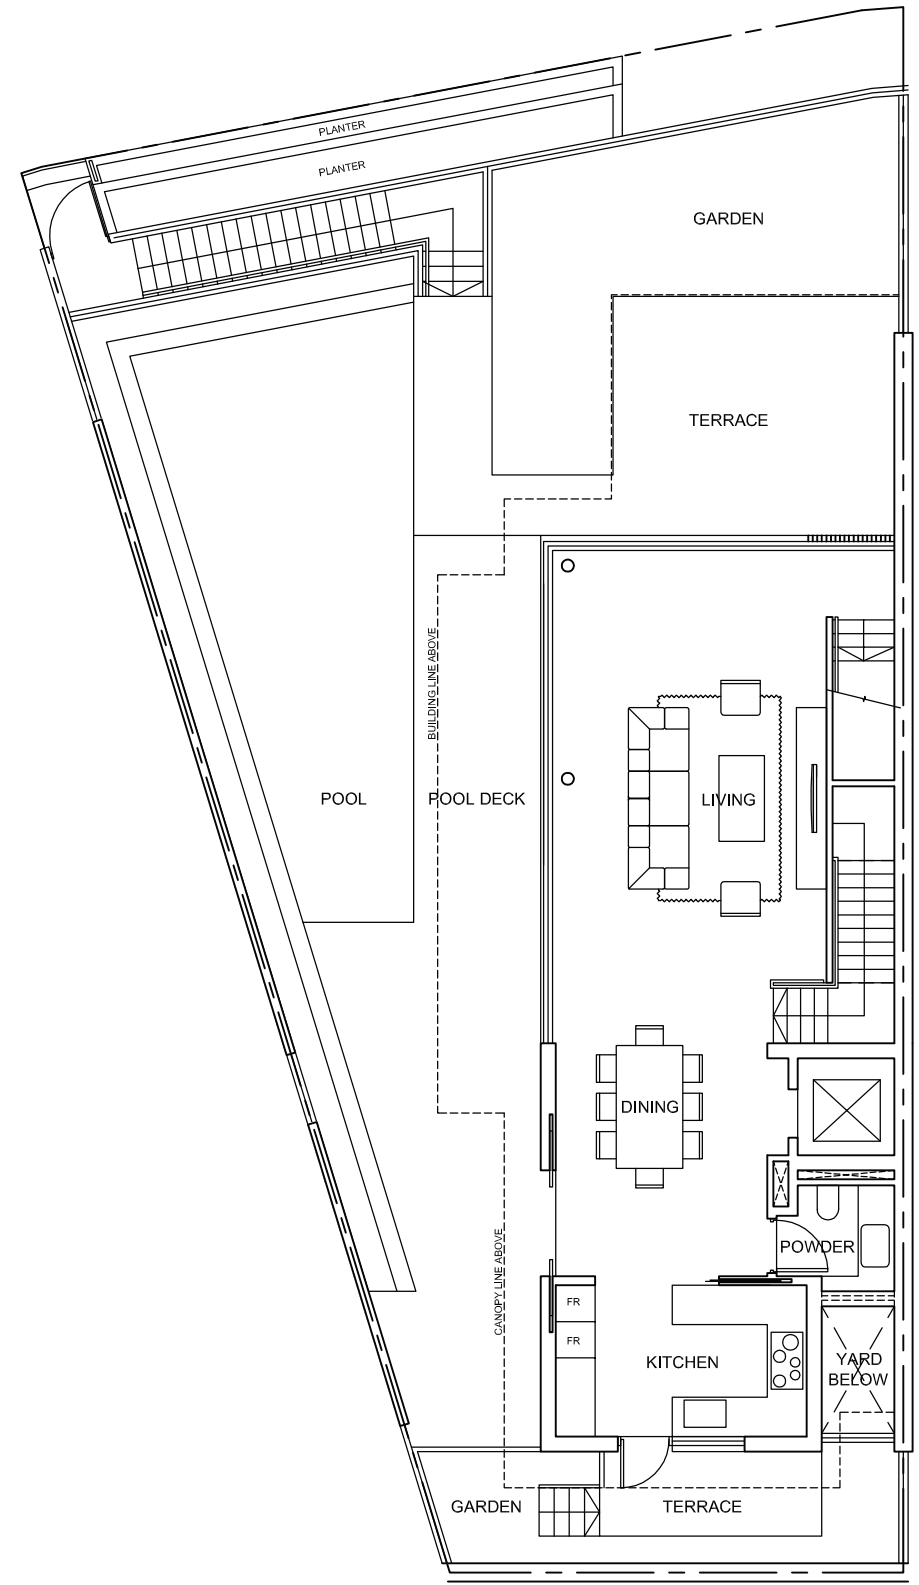 PLANTER
PLANTER
GARDEN
TERRACE
BUILDING LINE ABOVE
POOL
POOL DECK
LIVING
DINING
POWDER
CANOPY LINE ABOVE
FR
FR
KITCHEN
YARD
BELOW
GARDEN
TERRACE